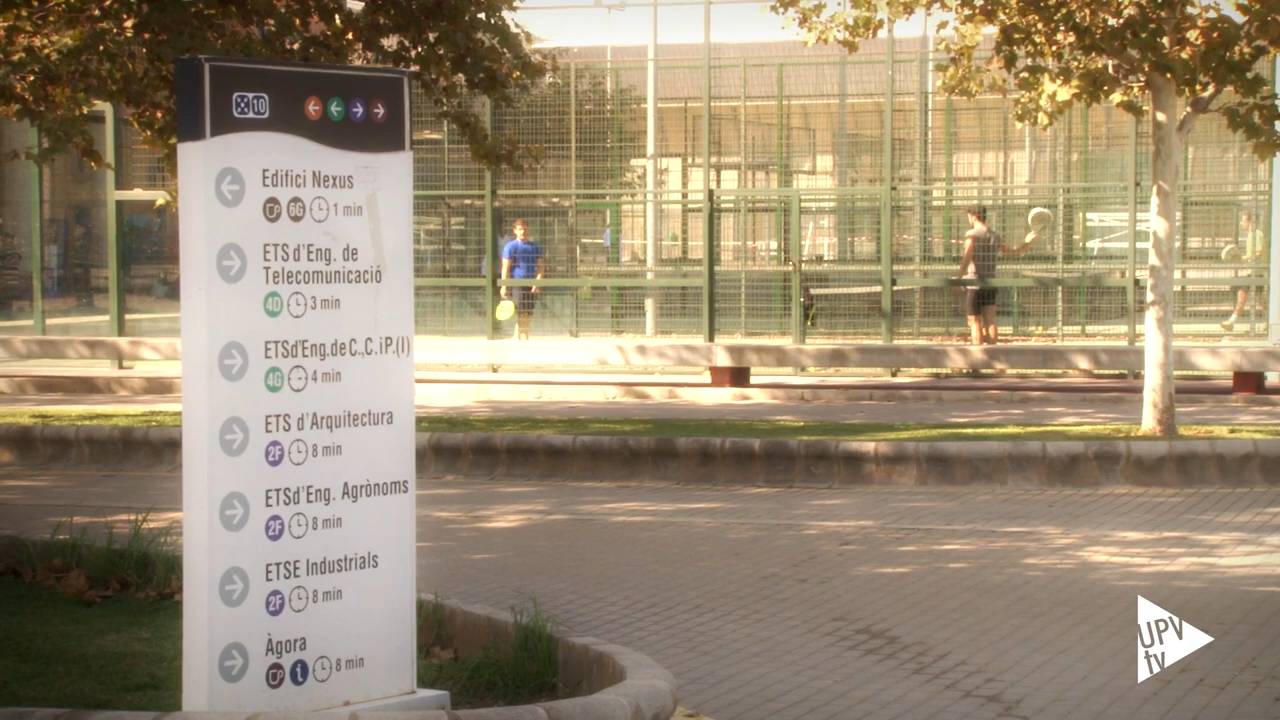 10
Edifici Nexus
6G 1 min
ETS d'Eng. de
Telecomunicació
4D 3 min
ETSd'Eng.de C.,C.iP.(I)
4G 4 min
ETS d'Arquitectura
2F 8 min
ETSd'Eng. Agrònoms
2F 8 min
ETSE Industrials
2F 8 min
Àgora
i 8 min
UPV
tv